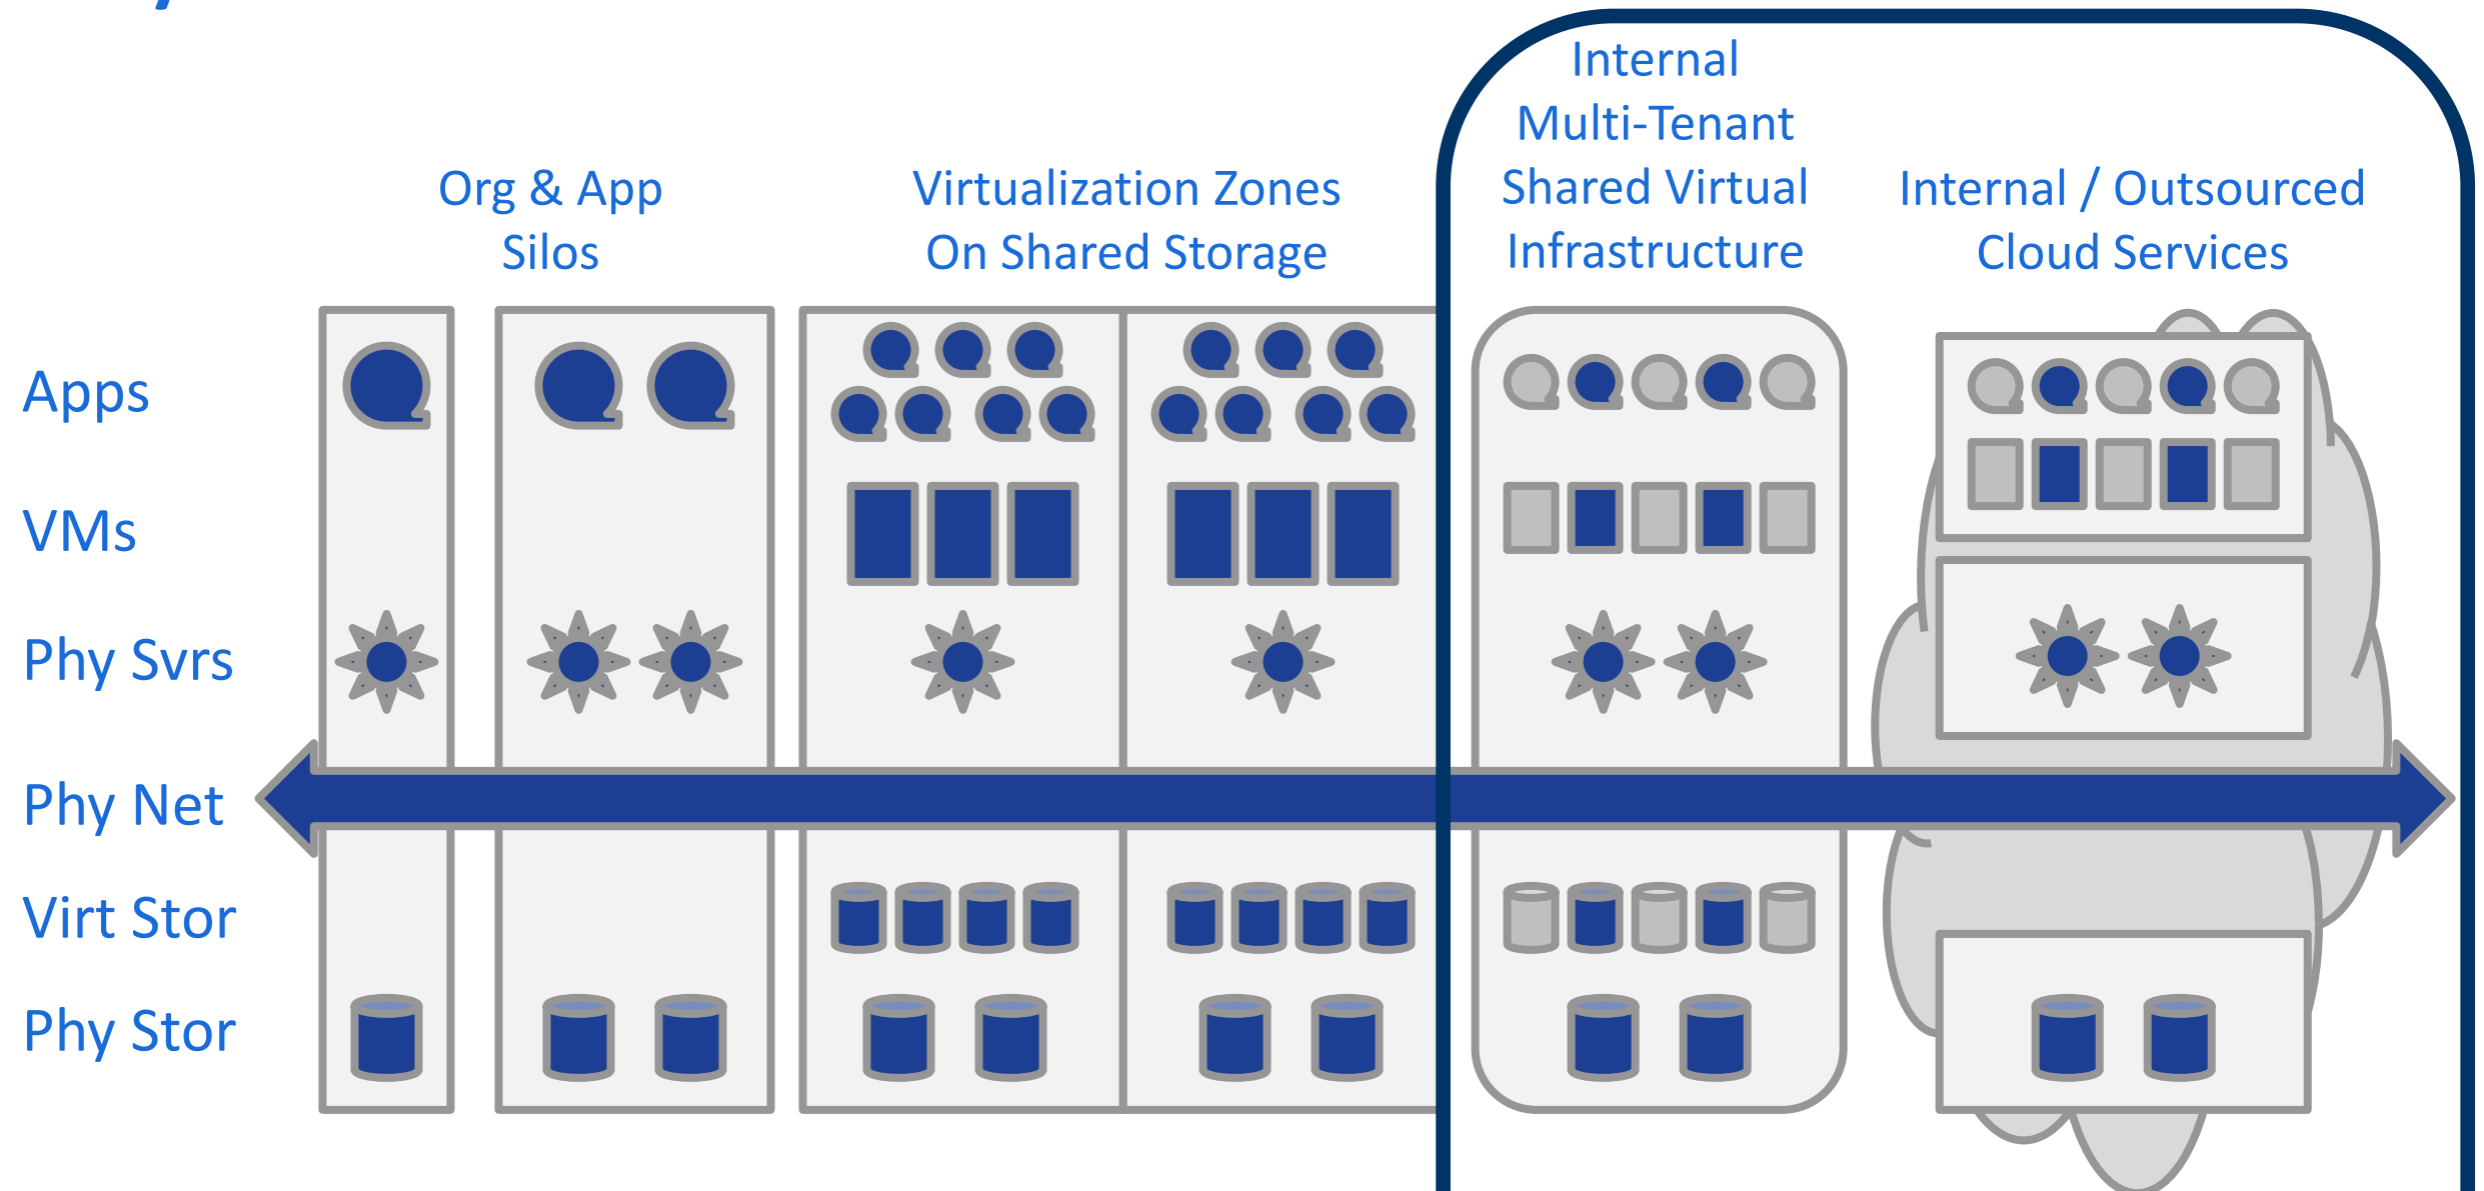 Org & App
Silos
Virtualization Zones
On Shared Storage
Internal
Multi-Tenant
Shared Virtual
Infrastructure
Internal / Outsourced
Cloud Services
Apps
VMs
Phy Svrs
Phy Net
Virt Stor
Phy Stor